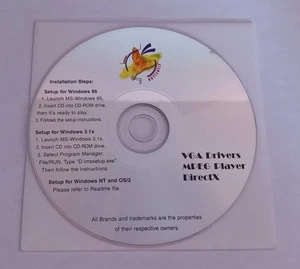 Installation Steps:
Setup for Windows 95
1. Launch MS-Windows 95.
2. Insert CD into CD-ROM drive.
then It's ready to play.
3. Follows the setup instructions.
Setup for Windows 3.1x
1. Launch MS-Windows 3.1x.
2. Insert CD into CD-ROM drive.
3. Select Program Manager,
File/RUN, Type "D:\mssetup.exe".
Then follow the instructions.
Setup for Windows NT and OS/2
Please refer to Readme file.
VGA Drivers
MPEG Player
DirectX
All Brands and trademarks are the properties
of their respective owners.